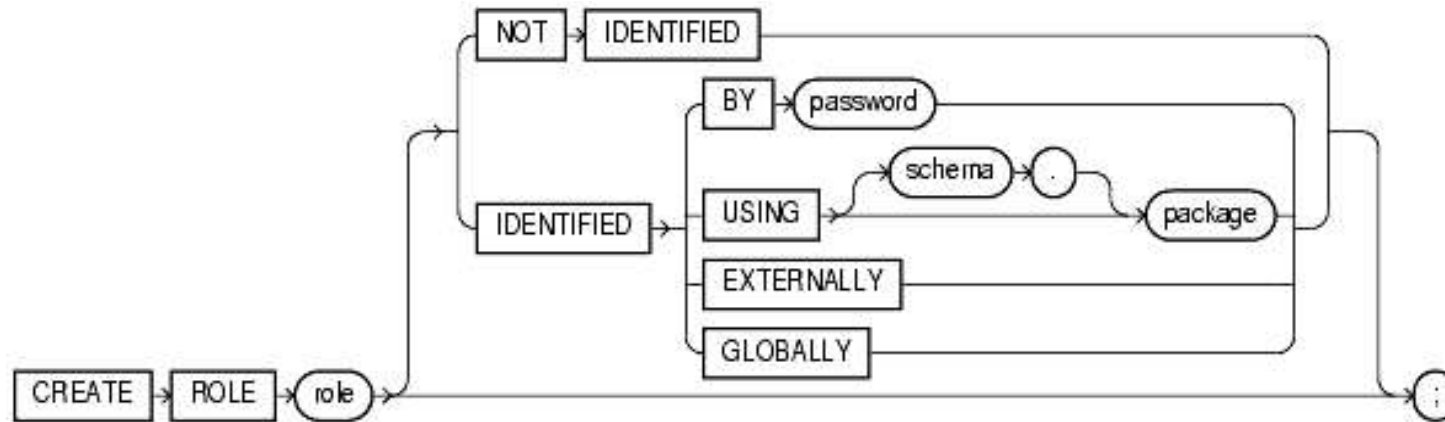 NOT IDENTIFIED
BY password
schema .
IDENTIFIED USING package
EXTERNALLY
GLOBALLY
CREATE ROLE role ;